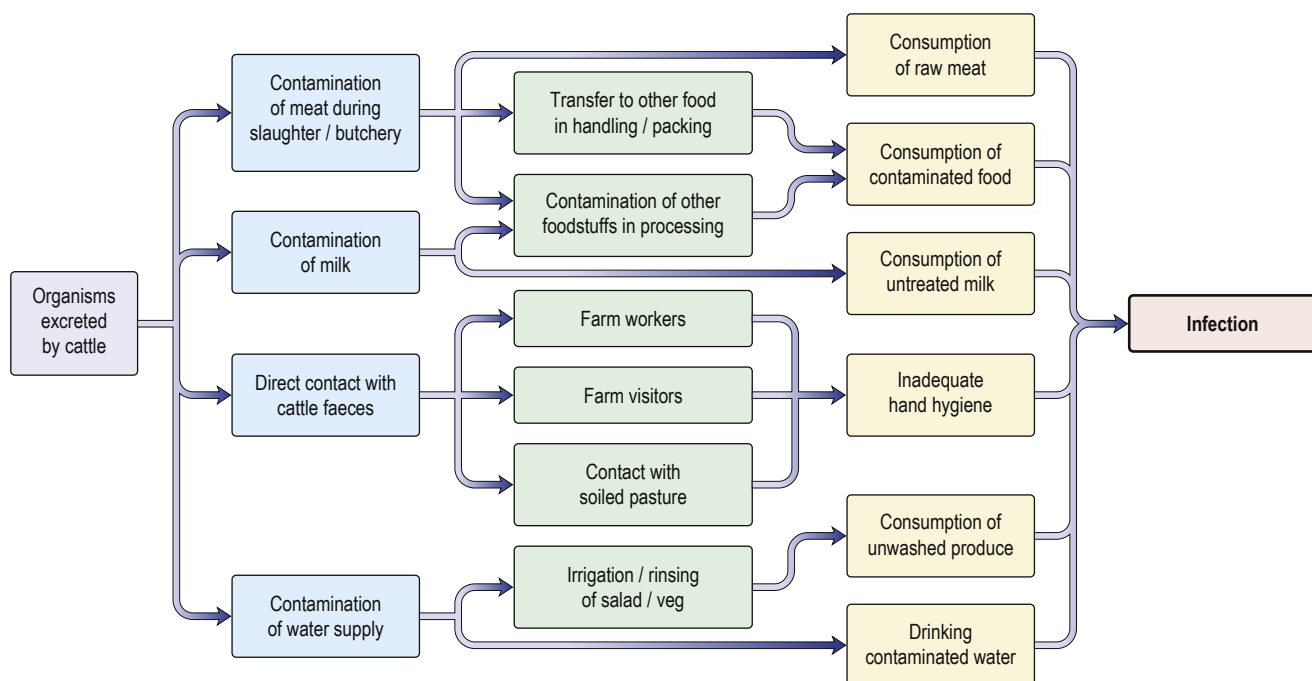 Organisms
excreted
by cattle
Contamination
of meat during
slaughter / butchery
Contamination
of milk
Direct contact with
cattle faeces
Contamination
of water supply
Transfer to other food
in handling / packing
Contamination of other
foodstuffs in processing
Farm workers
Farm visitors
Contact with
soiled pasture
Irrigation / rinsing
of salad / veg
Consumption
of raw meat
Consumption of
contaminated food
Consumption of
untreated milk
Inadequate
hand hygiene
Consumption of
unwashed produce
Drinking
contaminated water
Infection